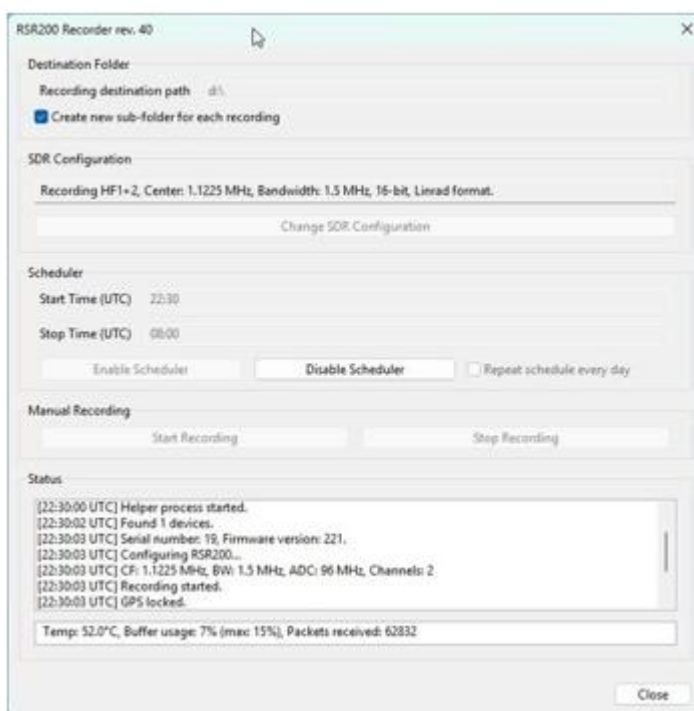 RSR200 Recorder rev. 40
Destination Folder
Recording destination path d:\
Create new sub-folder for each recording
SDR Configuration
Recording HF1+2, Center: 1.1225 MHz, Bandwidth: 1.5 MHz, 16-bit, Linrad format.
Change SDR Configuration
Scheduler
Start Time (UTC) 22:30
Stop Time (UTC) 08:00
Enable Scheduler Disable Scheduler Repeat schedule every day
Manual Recording
Start Recording Stop Recording
Status
[22:30:00 UTC] Helper process started.
[22:30:02 UTC] Found 1 devices.
[22:30:03 UTC] Serial number: 19, Firmware version: 221.
[22:30:03 UTC] Configuring RSR200...
[22:30:03 UTC] CF: 1.1225 MHz, BW: 1.5 MHz, ADC: 96 MHz, Channels: 2
[22:30:03 UTC] Recording started.
[22:30:03 UTC] GPS locked.
Temp: 52.0°C, Buffer usage: 7% (max: 15%), Packets received: 62832
Close